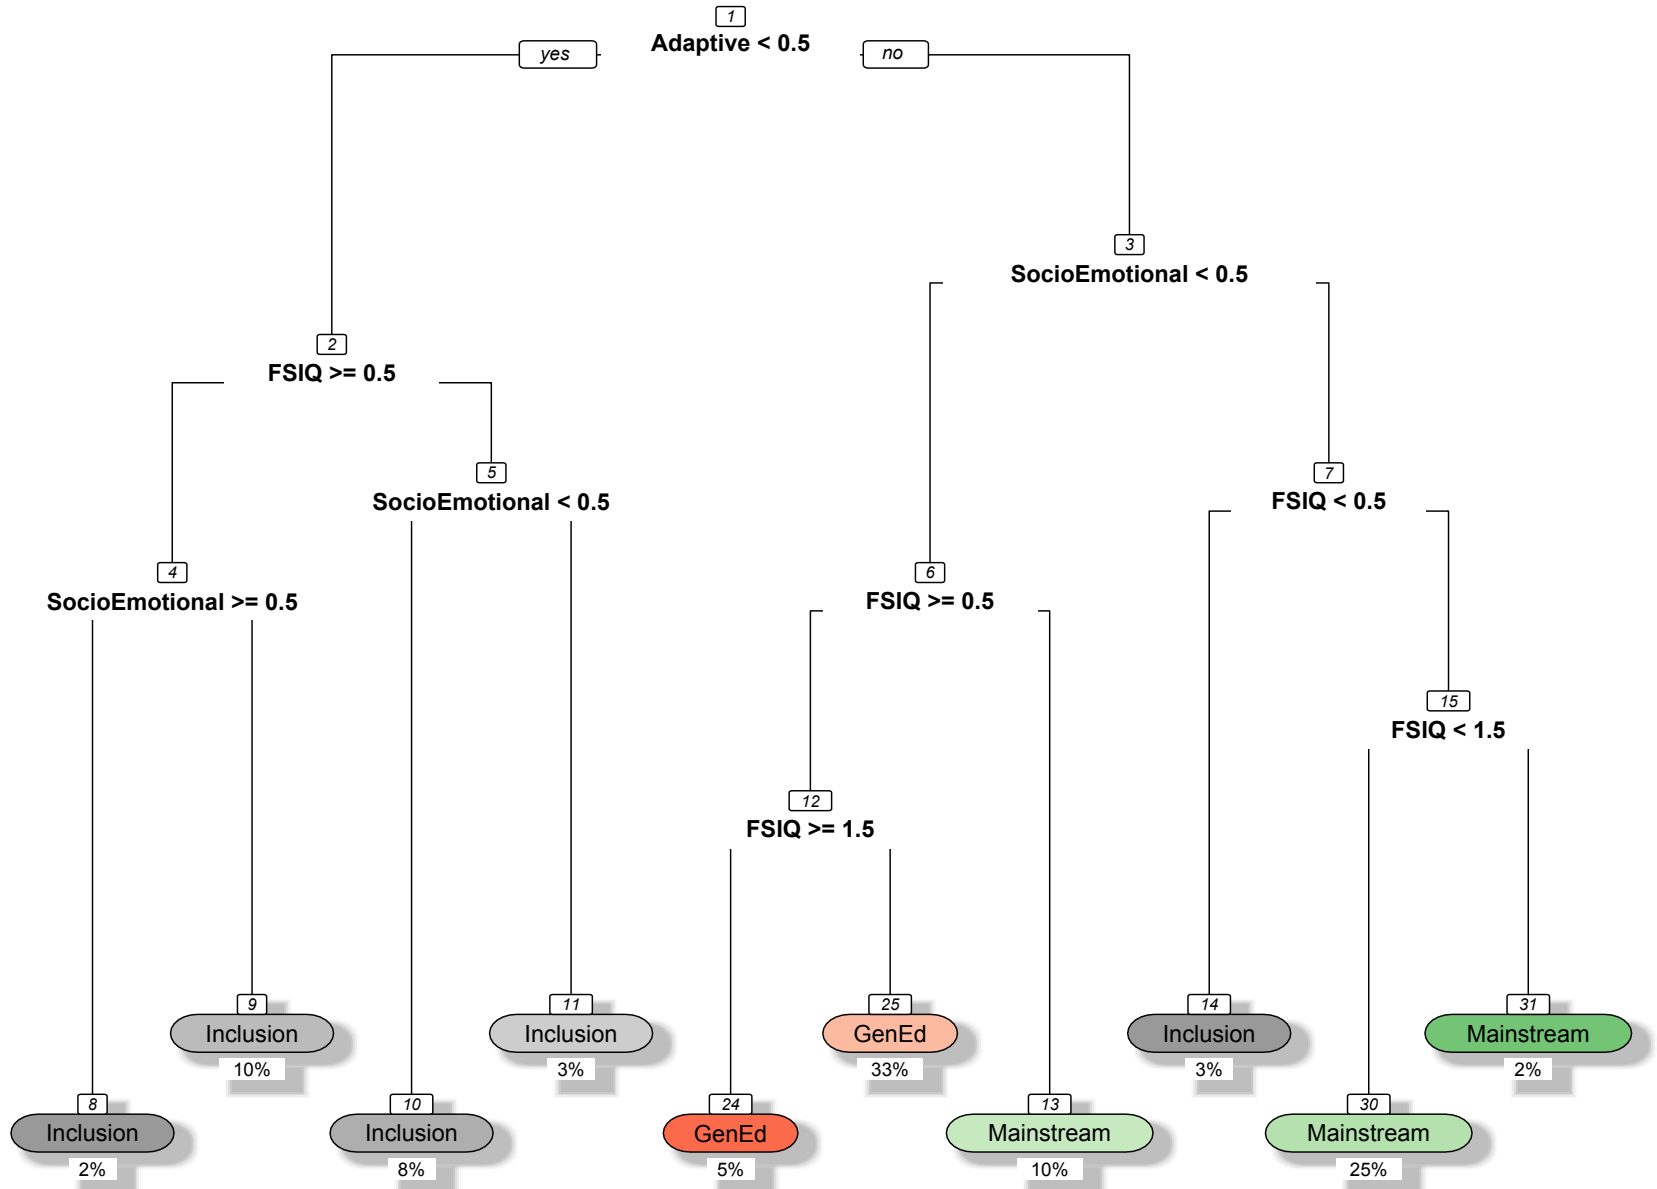 1
Adaptive < 0.5
yes
no
3
SocioEmotional < 0.5
2
FSIQ >= 0.5
5
SocioEmotional < 0.5
7
FSIQ < 0.5
4
SocioEmotional >= 0.5
6
FSIQ >= 0.5
15
FSIQ < 1.5
12
FSIQ >= 1.5
9
Inclusion
10%
11
Inclusion
3%
25
GenEd
33%
14
Inclusion
3%
31
Mainstream
2%
8
Inclusion
2%
10
Inclusion
8%
24
GenEd
5%
13
Mainstream
10%
30
Mainstream
25%